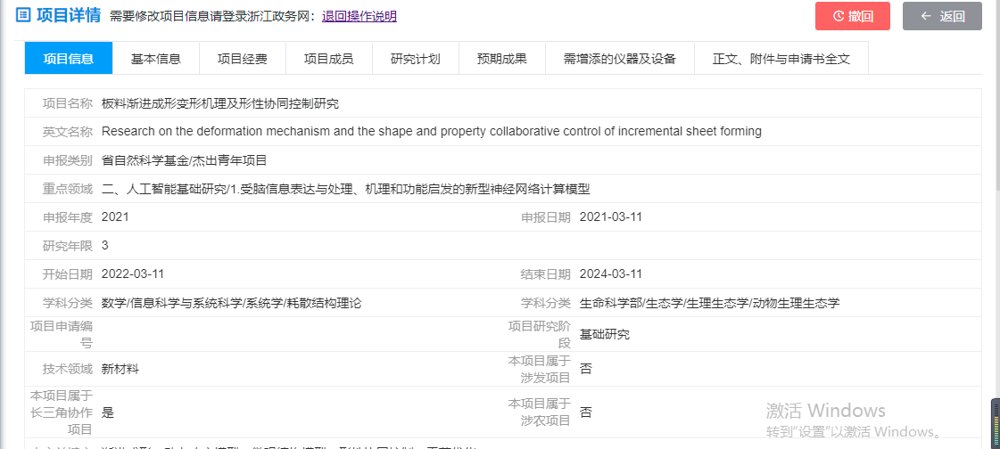 项目详情 需要修改项目信息请登录浙江政务网：退回操作说明 撤回 返回
项目信息 基本信息 项目经费 项目成员 研究计划 预期成果 需增添的仪器及设备 正文、附件与申请书全文
项目名称 板料渐进成形变形机理及形性协同控制研究
英文名称 Research on the deformation mechanism and the shape and property collaborative control of incremental sheet forming
申报类别 省自然科学基金/杰出青年项目
重点领域 二、人工智能基础研究/1.受脑信息表达与处理、机理和功能启发的新型神经网络计算模型
申报年度 2021 申报日期 2021-03-11
研究年限 3
开始日期 2022-03-11 结束日期 2024-03-11
学科分类 数学/信息科学与系统科学/系统学/耗散结构理论 学科分类 生命科学部/生态学/生理生态学/动物生理生态学
项目申请编号 项目研究阶段 基础研究
技术领域 新材料 本项目属于涉发项目 否
本项目属于长三角协作项目 是 本项目属于涉农项目 否
激活 Windows
转到"设置"以激活 Windows。